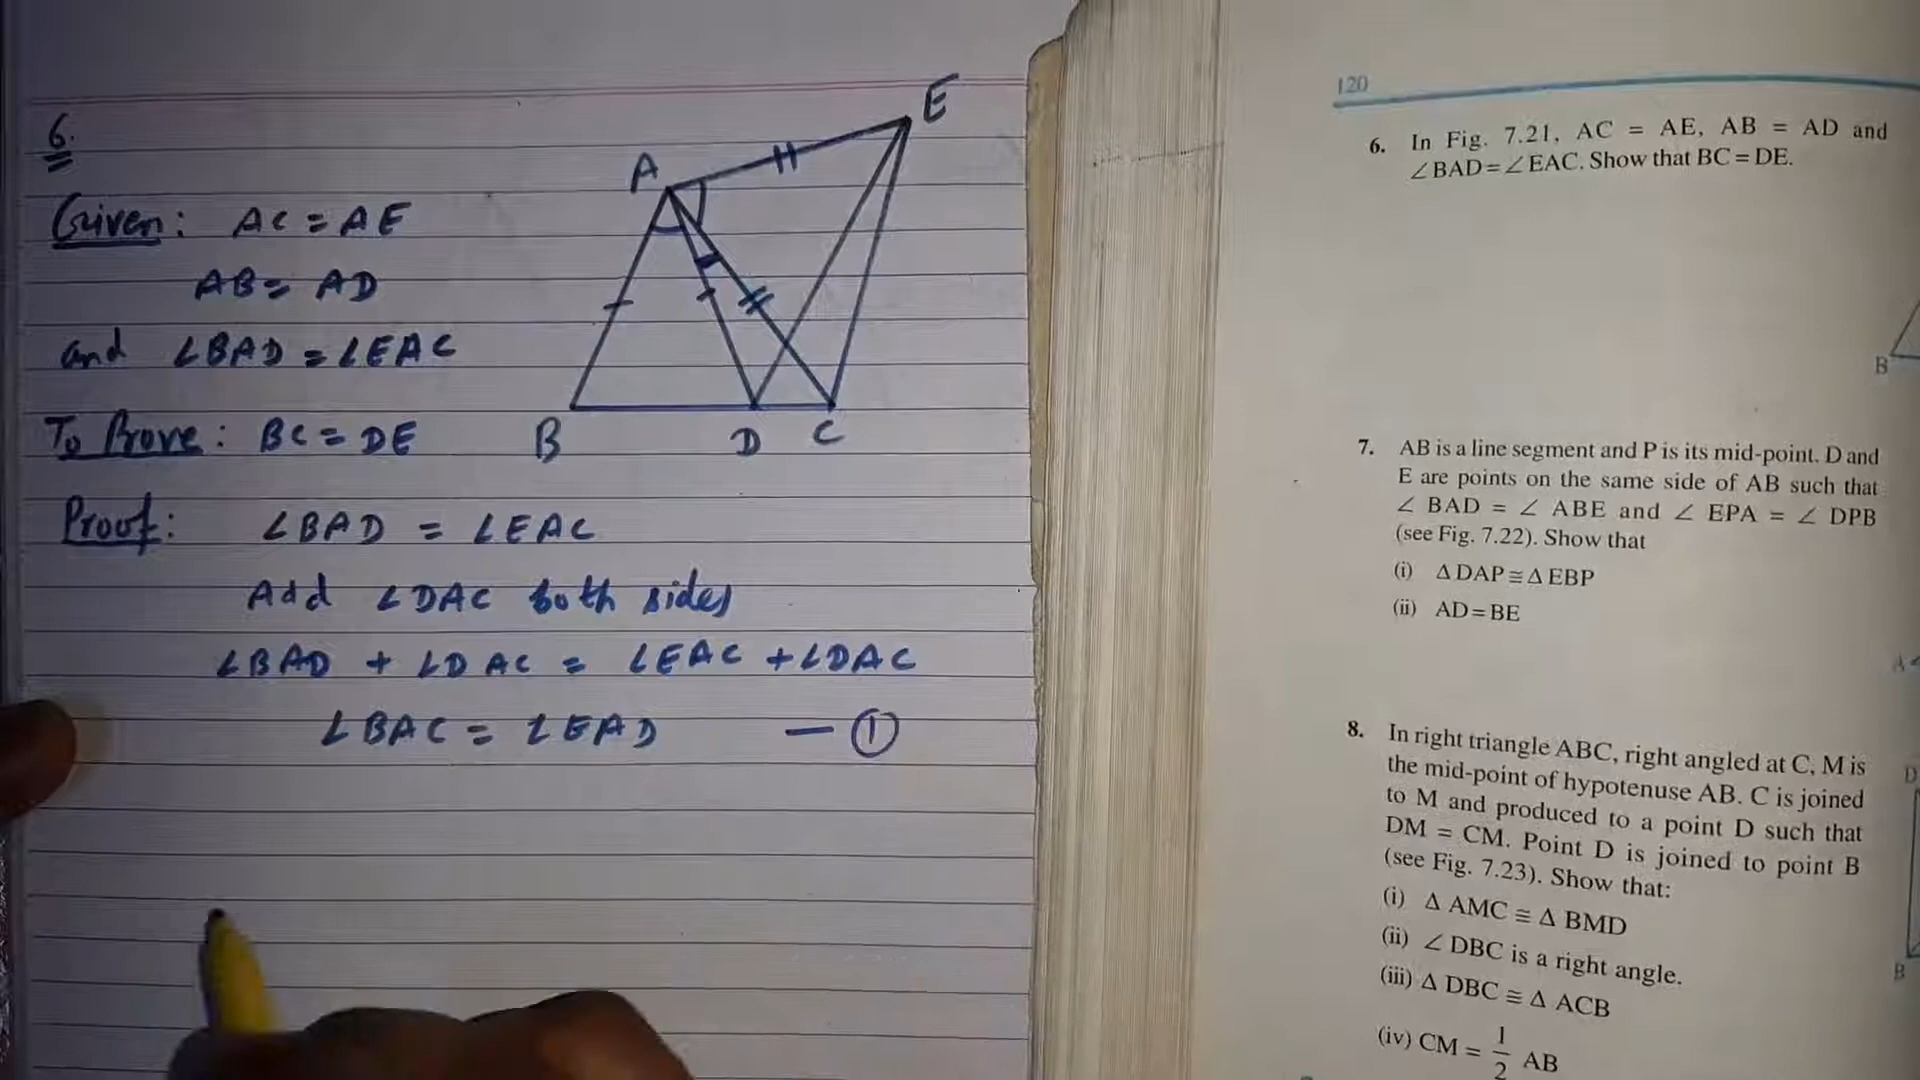 6.
Given: AC = AE
AB = AD
and ∠BAD = ∠EAC
To Prove: BC = DE
A
E
B
D
C
Proof: ∠BAD = ∠EAC
Add ∠DAC both sides
∠BAD + ∠DAC = ∠EAC + ∠DAC
∠BAC = ∠EAD — ①
120
6. In Fig. 7.21, AC = AE, AB = AD and
∠BAD = ∠EAC. Show that BC = DE.
B
7. AB is a line segment and P is its mid-point. D and
E are points on the same side of AB such that
∠ BAD = ∠ ABE and ∠ EPA = ∠ DPB
(see Fig. 7.22). Show that
(i) Δ DAP ≅ Δ EBP
(ii) AD = BE
A
8. In right triangle ABC, right angled at C, M is
the mid-point of hypotenuse AB. C is joined
to M and produced to a point D such that
DM = CM. Point D is joined to point B
(see Fig. 7.23). Show that:
(i) Δ AMC ≅ Δ BMD
(ii) ∠ DBC is a right angle.
(iii) Δ DBC ≅ Δ ACB
(iv) CM = 1/2 AB
D
B